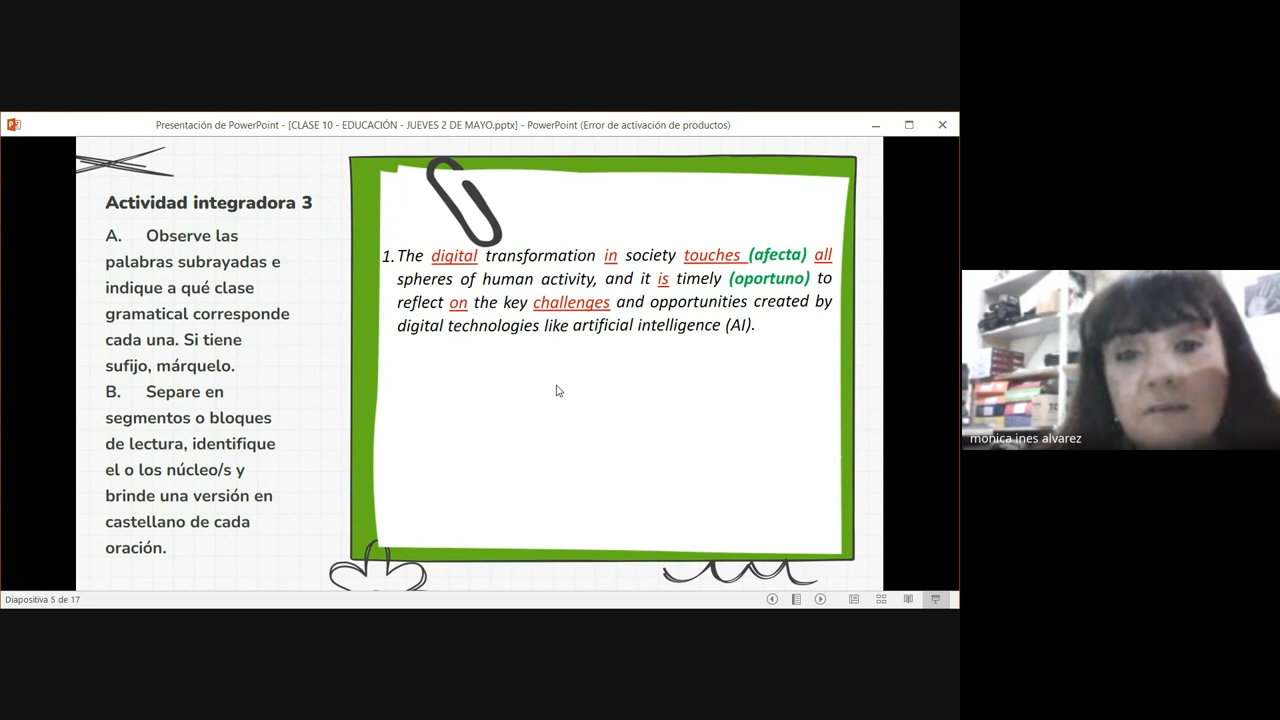 Presentación de PowerPoint - [CLASE 10 - EDUCACIÓN - JUEVES 2 DE MAYO.pptx] - PowerPoint (Error de activación de productos)
Actividad integradora 3
A. Observe las
palabras subrayadas e
indique a qué clase
gramatical corresponde
cada una. Si tiene
sufijo, márquelo.
B. Separe en
segmentos o bloques
de lectura, identifique
el o los núcleo/s y
brinde una versión en
castellano de cada
oración.
1. The digital transformation in society touches (afecta) all
spheres of human activity, and it is timely (oportuno) to
reflect on the key challenges and opportunities created by
digital technologies like artificial intelligence (AI).
monica ines alvarez
Diapositiva 5 de 17